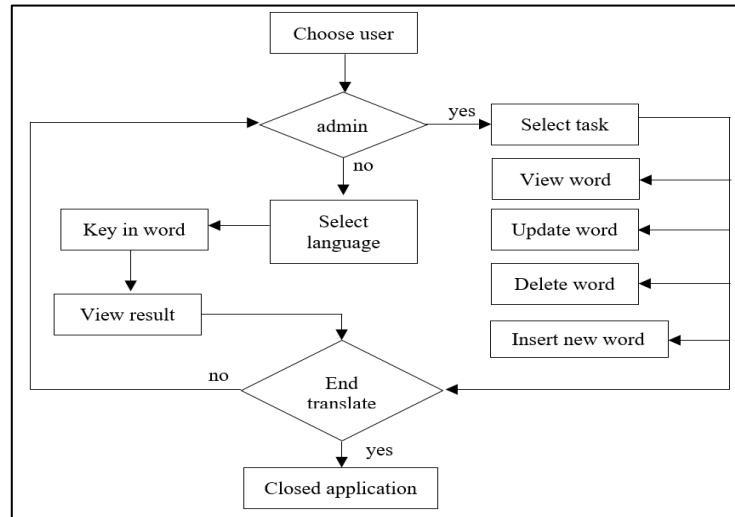 Choose user
admin
yes
Select task
no
View word
Select
language
Key in word
Update word
View result
Delete word
Insert new word
no
End
translate
yes
Closed application